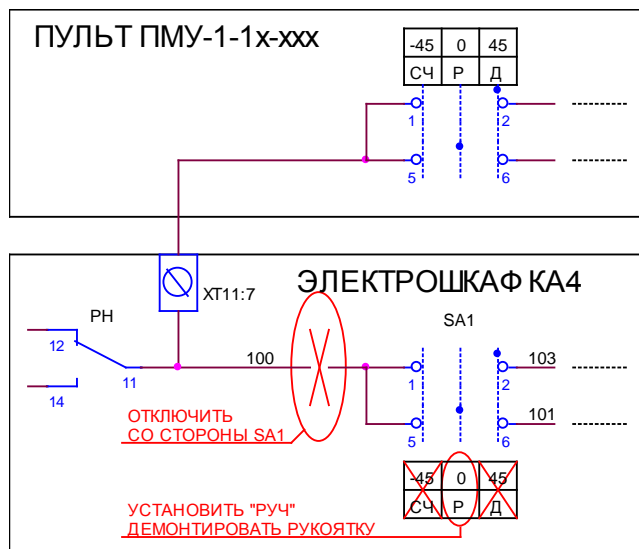 ПУЛЬТ ПМУ-1-1х-ххх
-45 0 45
СЧ Р Д
1 2
5 6
ЭЛЕКТРОШКАФ КА4
ХТ11:7
РН
SA1
12
11
14
100
1 2 103
5 6 101
ОТКЛЮЧИТЬ
СО СТОРОНЫ SA1
-45 0 45
СЧ Р Д
УСТАНОВИТЬ "РУЧ"
ДЕМОНТИРОВАТЬ РУКОЯТКУ